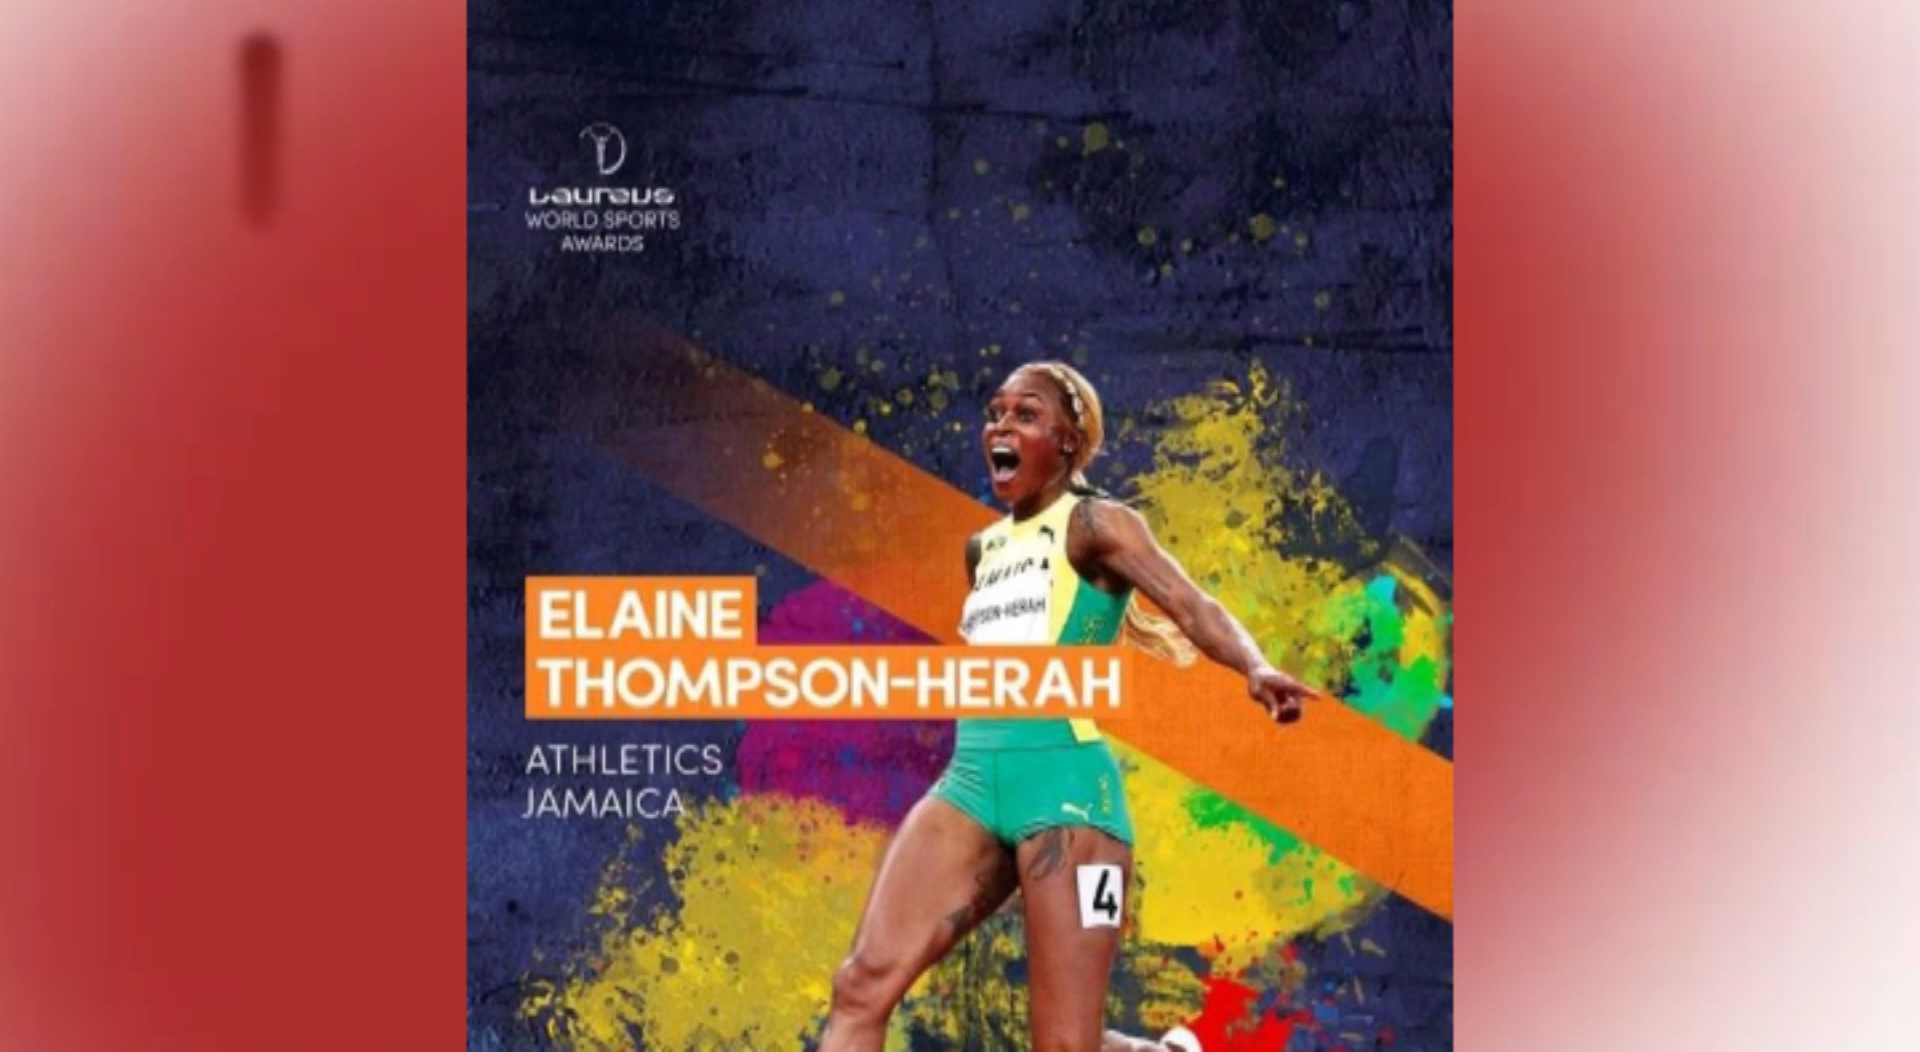 Laureus
WORLD SPORTS
AWARDS
ELAINE
THOMPSON-HERAH
ATHLETICS
JAMAICA
4